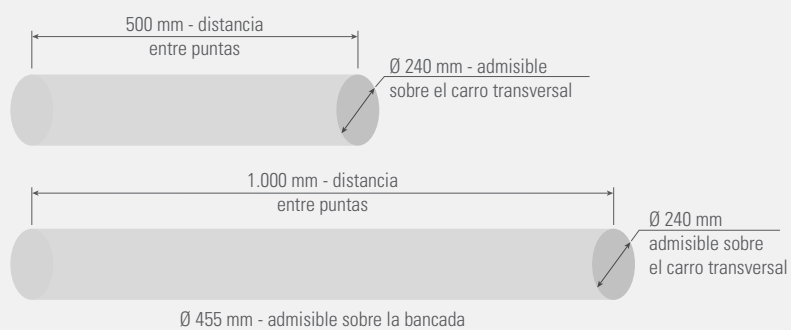 500 mm - distancia
entre puntas
Ø 240 mm - admisible
sobre el carro transversal
1.000 mm - distancia
entre puntas
Ø 240 mm
admisible sobre
el carro transversal
Ø 455 mm - admisible sobre la bancada